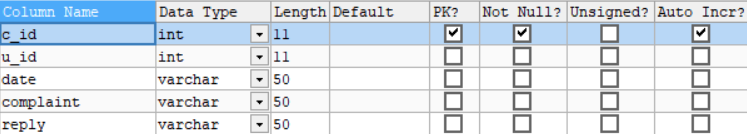 Column Name Data Type Length Default PK? Not Null? Unsigned? Auto Incr?
c_id int 11
u_id int 11
date varchar 50
complaint varchar 50
reply varchar 50